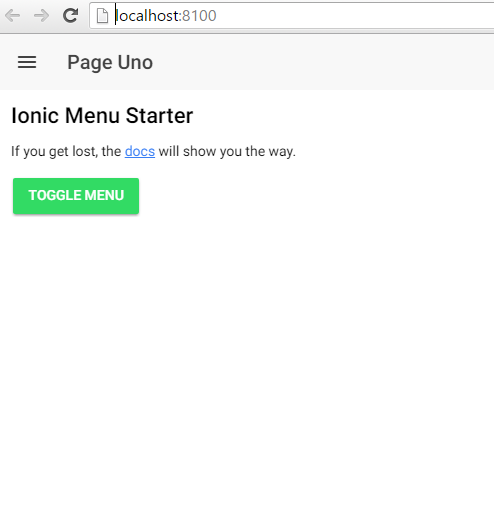 localhost:8100
Page Uno
Ionic Menu Starter
If you get lost, the docs will show you the way.
TOGGLE MENU